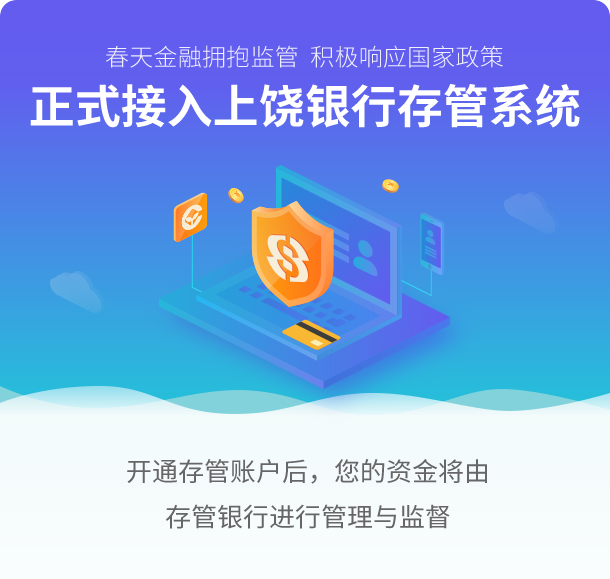 春天金融拥抱监管 积极响应国家政策
正式接入上饶银行存管系统
开通存管账户后，您的资金将由
存管银行进行管理与监督